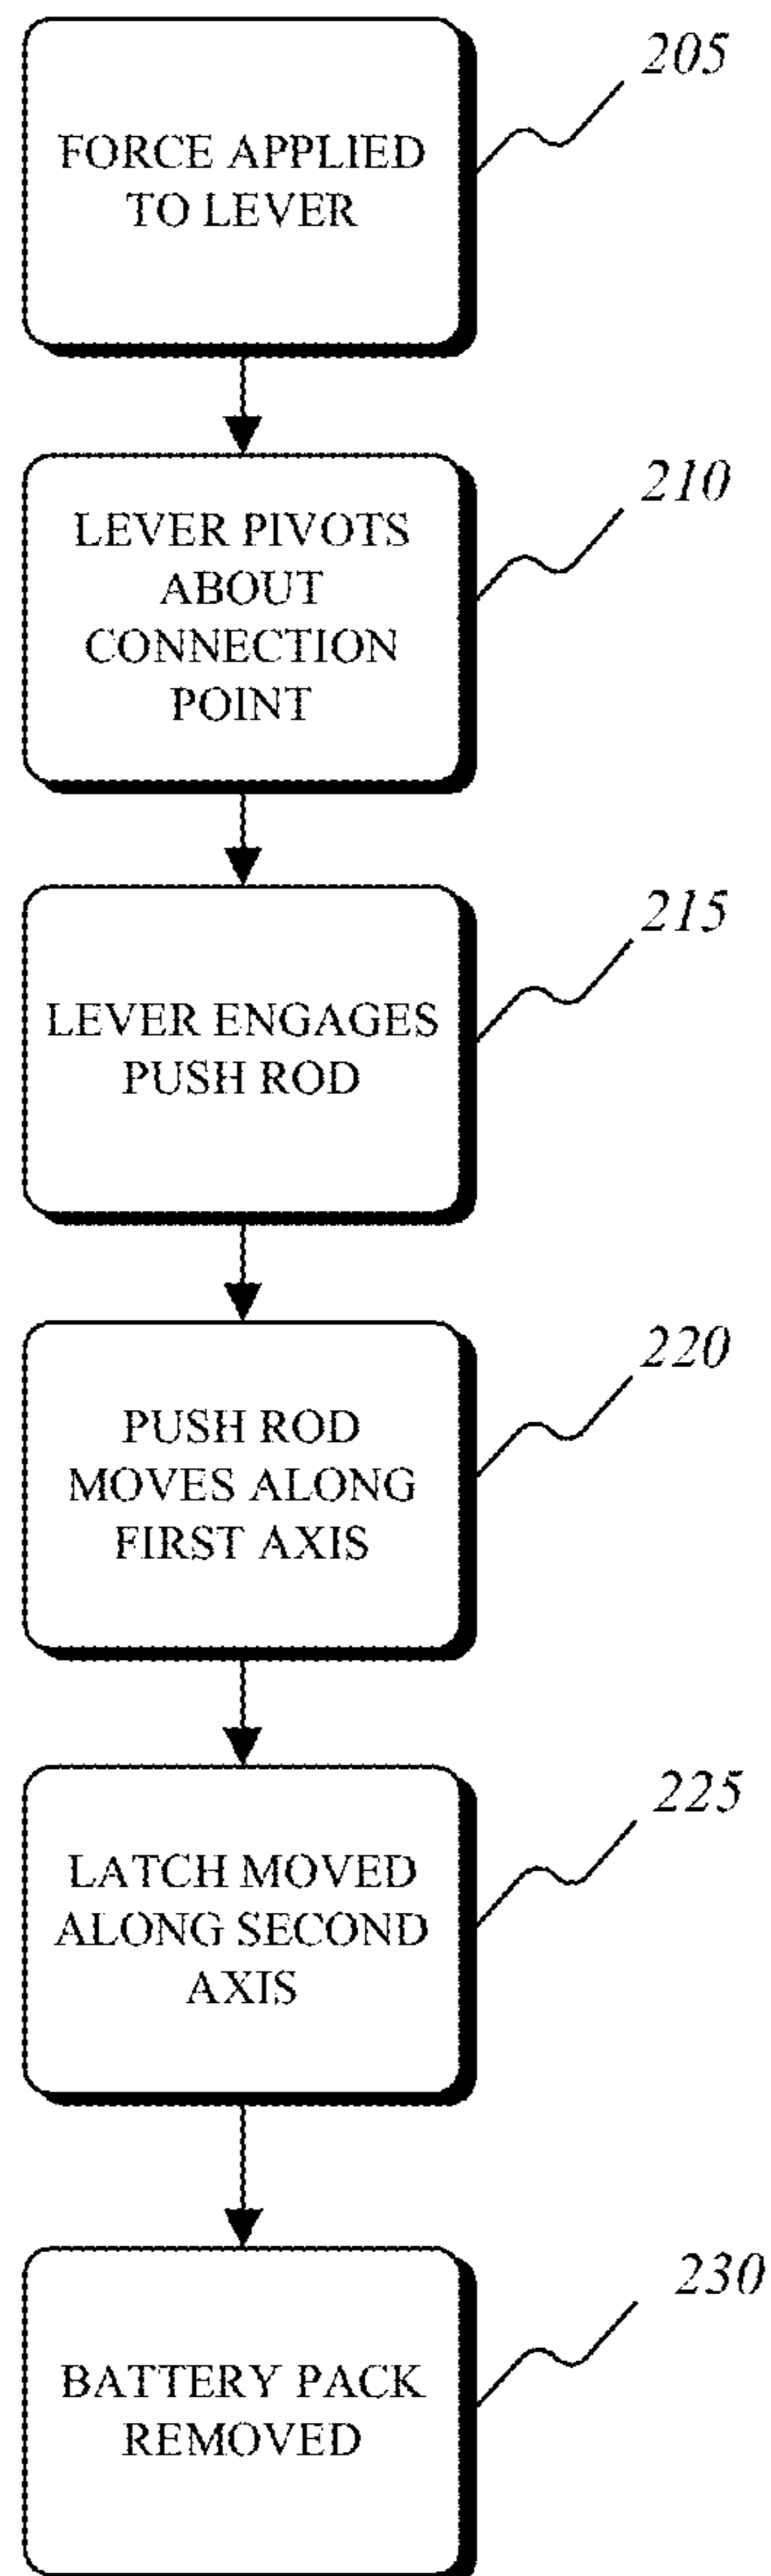 205
FORCE APPLIED
TO LEVER
210
LEVER PIVOTS
ABOUT
CONNECTION
POINT
215
LEVER ENGAGES
PUSH ROD
220
PUSH ROD
MOVES ALONG
FIRST AXIS
225
LATCH MOVED
ALONG SECOND
AXIS
230
BATTERY PACK
REMOVED